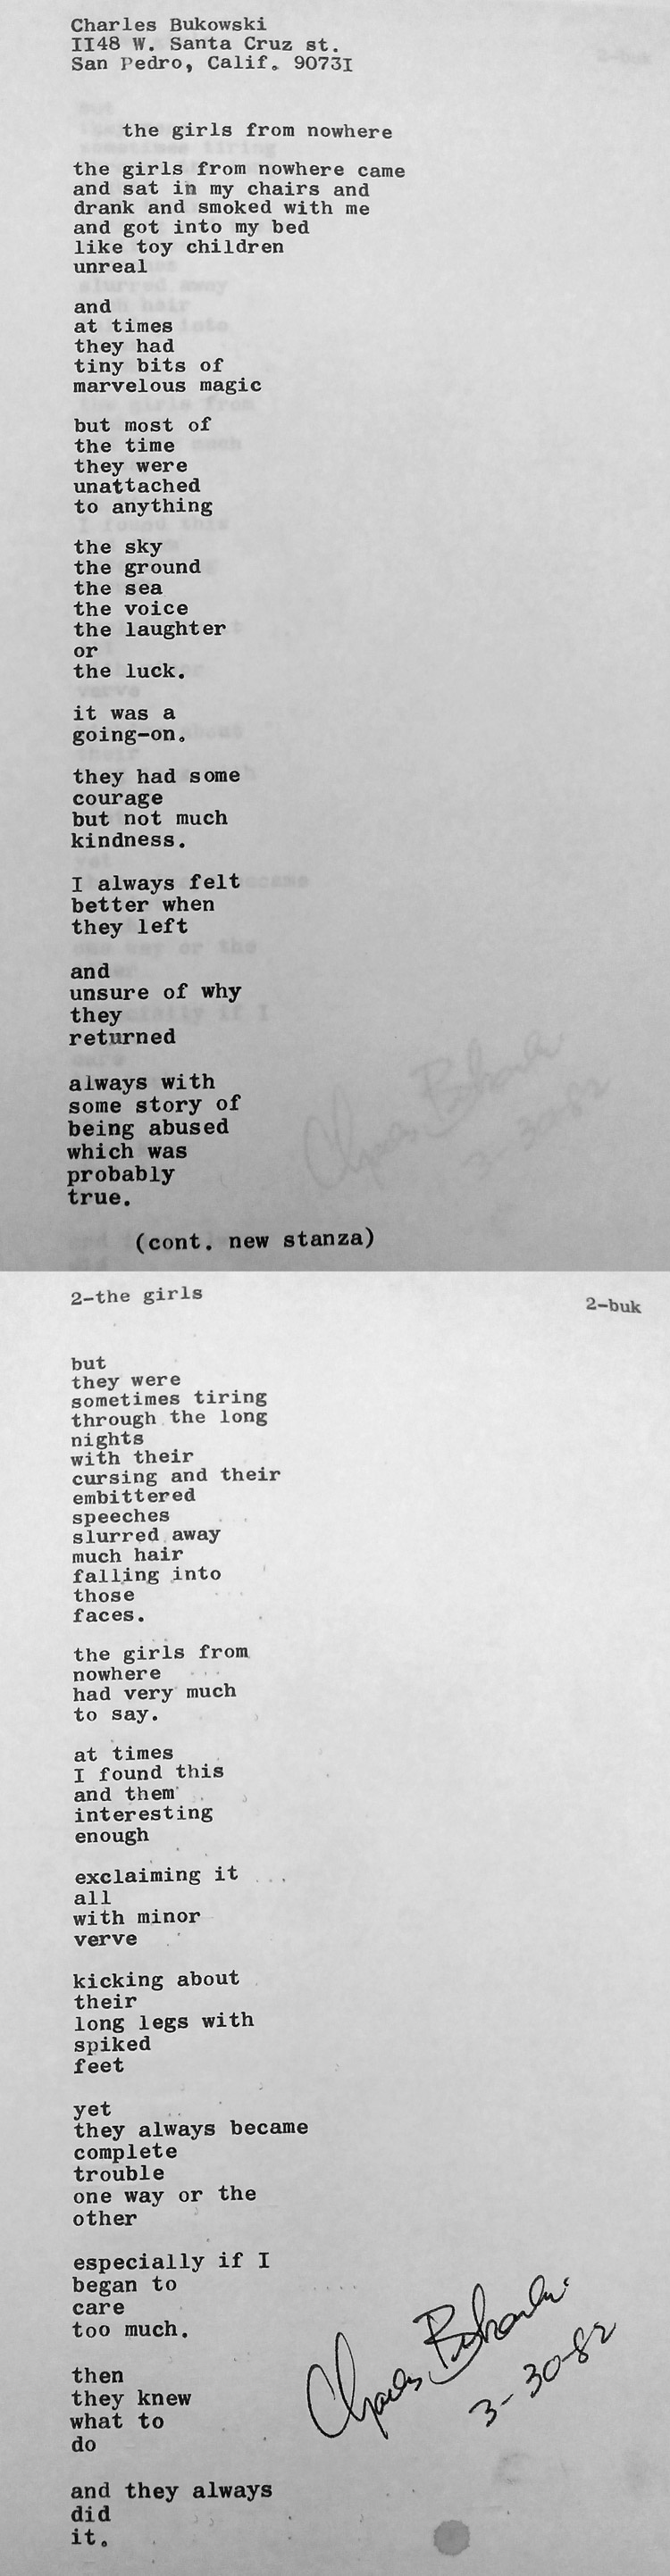 Charles Bukowski
II48 W. Santa Cruz st.
San Pedro, Calif. 9073I
the girls from nowhere
the girls from nowhere came
and sat in my chairs and
drank and smoked with me
and got into my bed
like toy children
unreal
and
at times
they had
tiny bits of
marvelous magic
but most of
the time
they were
unattached
to anything
the sky
the ground
the sea
the voice
the laughter
or
the luck.
it was a
going-on.
they had some
courage
but not much
kindness.
I always felt
better when
they left
and
unsure of why
they
returned
always with
some story of
being abused
which was
probably
true.
(cont. new stanza)
2-the girls
2-buk
but
they were
sometimes tiring
through the long
nights
with their
cursing and their
embittered
speeches
slurred away
much hair
falling into
those
faces.
the girls from
nowhere
had very much
to say.
at times
I found this
and them
interesting
enough
exclaiming it
all
with minor
verve
kicking about
their
long legs with
spiked
feet
yet
they always became
complete
trouble
one way or the
other
especially if I
began to
care
too much.
then
they knew
what to
do
and they always
did
it.
Charles Bukowski
3-30-82